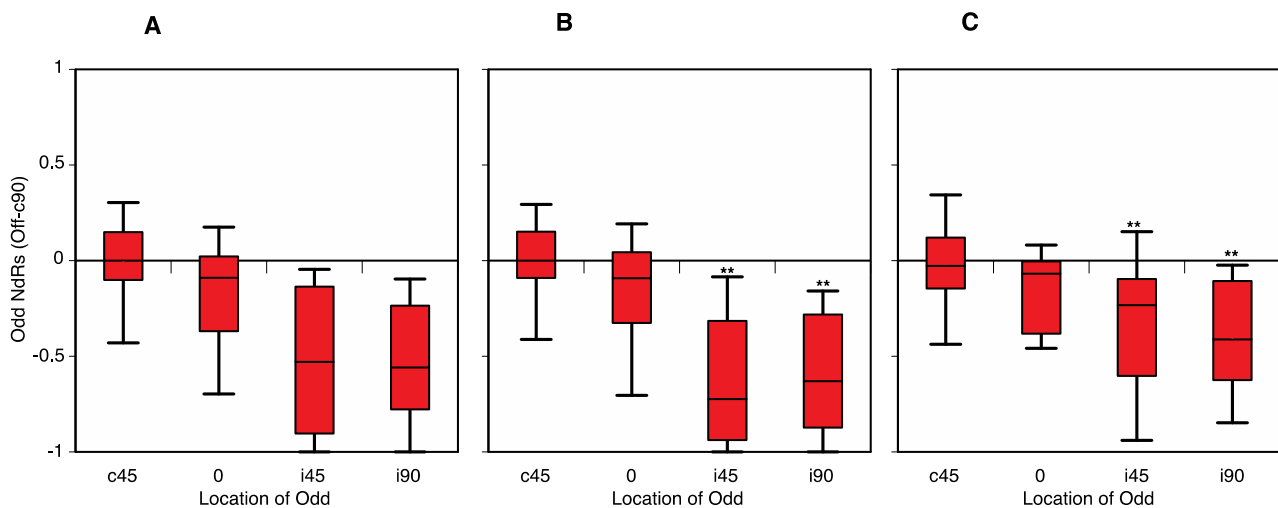 A
B
C
1
0.5
0
-0.5
-1
Odd NdRs (Off-c90)
**
**
**
**
c45 0 i45 i90
c45 0 i45 i90
c45 0 i45 i90
Location of Odd
Location of Odd
Location of Odd